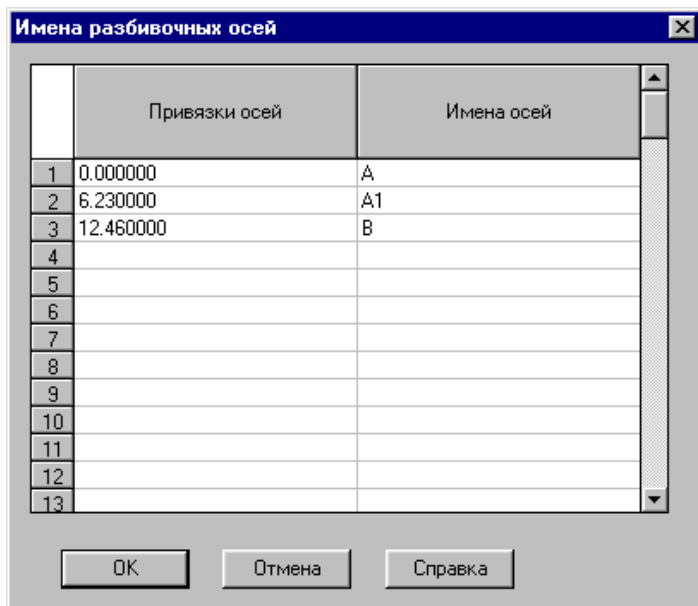 Имена разбивочных осей
Привязки осей Имена осей
1 0.000000 A
2 6.230000 A1
3 12.460000 B
4
5
6
7
8
9
10
11
12
13
OK Отмена Справка